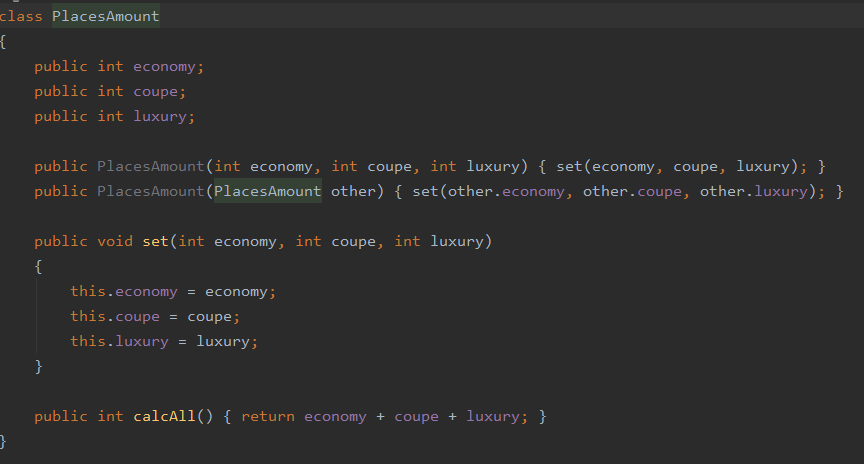 class PlacesAmount
{
    public int economy;
    public int coupe;
    public int luxury;

    public PlacesAmount(int economy, int coupe, int luxury) { set(economy, coupe, luxury); }
    public PlacesAmount(PlacesAmount other) { set(other.economy, other.coupe, other.luxury); }

    public void set(int economy, int coupe, int luxury)
    {
        this.economy = economy;
        this.coupe = coupe;
        this.luxury = luxury;
    }

    public int calcAll() { return economy + coupe + luxury; }
}